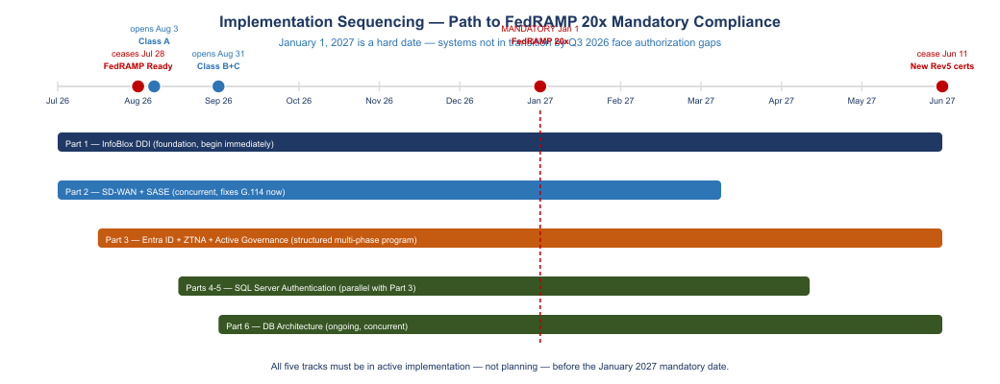 Implementation Sequencing — Path to FedRAMP 20x Mandatory Compliance
January 1, 2027 is a hard date — systems not in transition by Q3 2026 face authorization gaps
opens Aug 3
Class A
ceases Jul 28
FedRAMP Ready
opens Aug 31
Class B+C
MANDATORY Jan 1
FedRAMP 20x
cease Jun 11
New Rev5 certs
Jul 26
Aug 26
Sep 26
Oct 26
Nov 26
Dec 26
Jan 27
Feb 27
Mar 27
Apr 27
May 27
Jun 27
Part 1 — InfoBlox DDI (foundation, begin immediately)
Part 2 — SD-WAN + SASE (concurrent, fixes G.114 now)
Part 3 — Entra ID + ZTNA + Active Governance (structured multi-phase program)
Parts 4-5 — SQL Server Authentication (parallel with Part 3)
Part 6 — DB Architecture (ongoing, concurrent)
All five tracks must be in active implementation — not planning — before the January 2027 mandatory date.